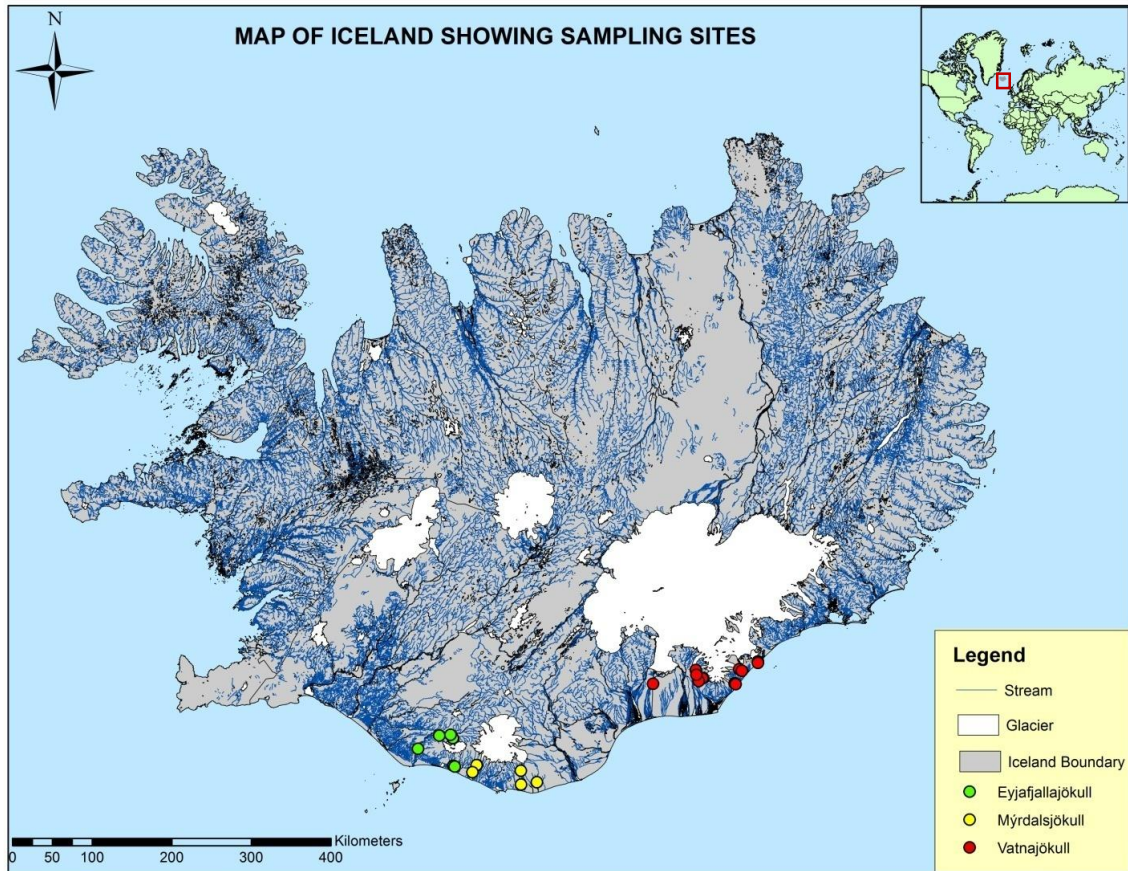 N
MAP OF ICELAND SHOWING SAMPLING SITES
Legend
Stream
Glacier
Iceland Boundary
Eyjafjallajökull
Mýrdalsjökull
Vatnajökull
Kilometers
0 50 100 200 300 400